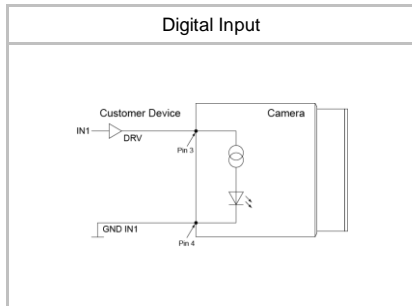 Digital Input
Customer Device
Camera
IN1
DRV
Pin 3
GND IN1
Pin 4